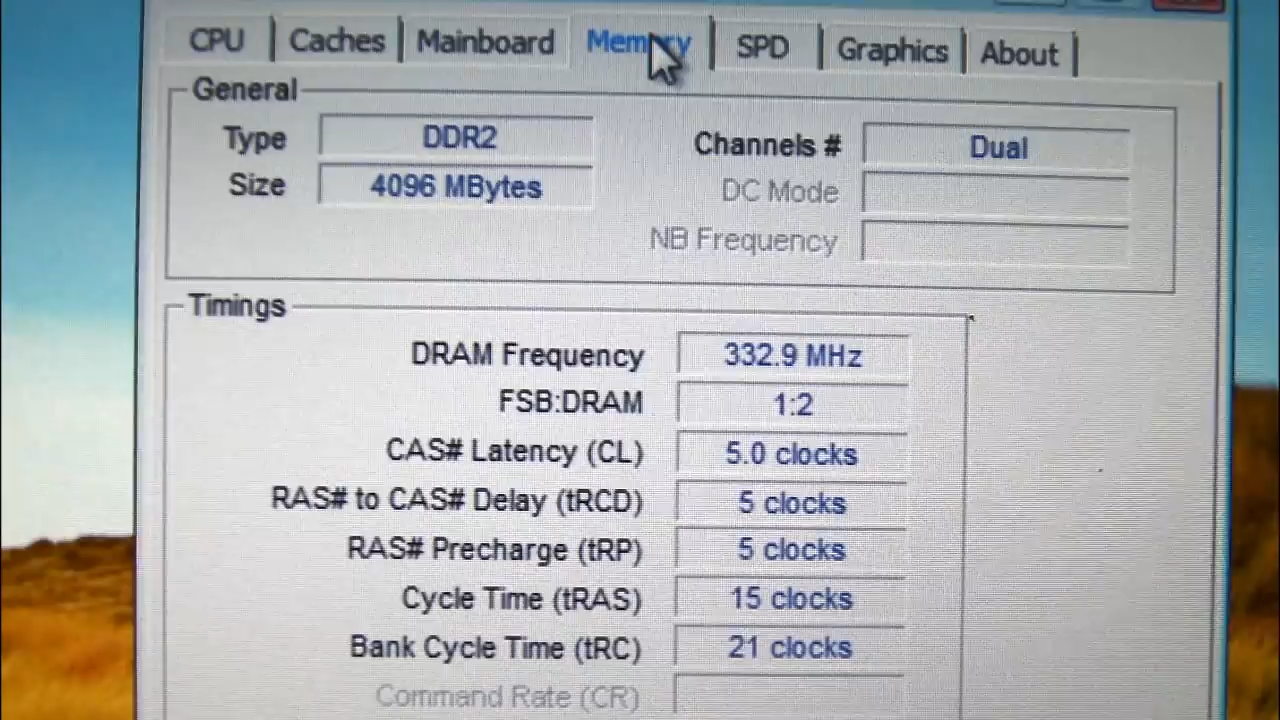 CPU Caches Mainboard Memory SPD Graphics About
General
Type DDR2 Channels # Dual
Size 4096 MBytes DC Mode
NB Frequency
Timings
DRAM Frequency 332.9 MHz
FSB:DRAM 1:2
CAS# Latency (CL) 5.0 clocks
RAS# to CAS# Delay (tRCD) 5 clocks
RAS# Precharge (tRP) 5 clocks
Cycle Time (tRAS) 15 clocks
Bank Cycle Time (tRC) 21 clocks
Command Rate (CR)